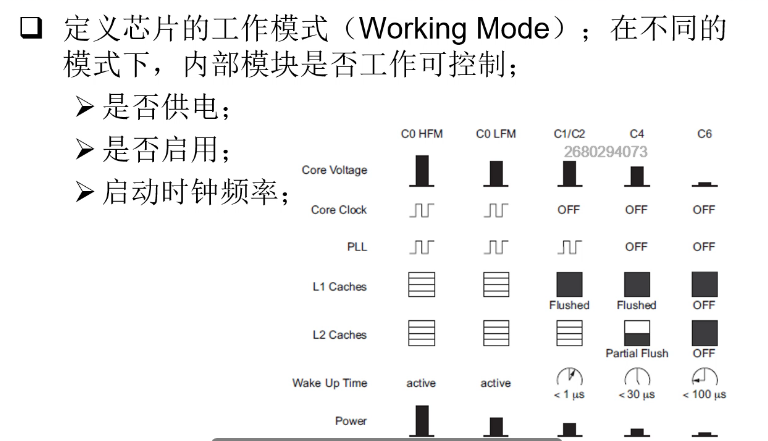 定义芯片的工作模式（Working Mode）；在不同的
模式下，内部模块是否工作可控制；
是否供电；
是否启用；
启动时钟频率；
C0 HFM C0 LFM C1/C2 C4 C6
2680294073
Core Voltage
Core Clock OFF OFF OFF
PLL OFF OFF
L1 Caches
Flushed Flushed OFF
L2 Caches
Partial Flush OFF
Wake Up Time active active
< 1 μs < 30 μs < 100 μs
Power